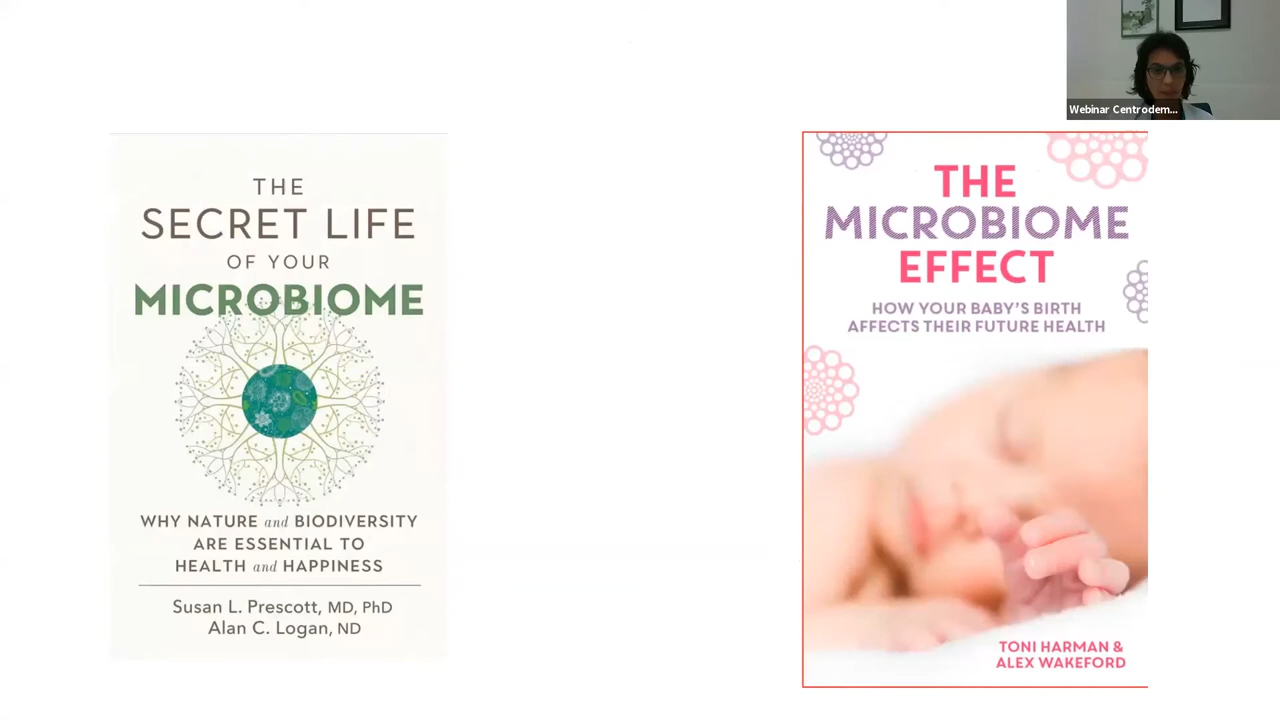 Webinar Centrodem...
THE
SECRET LIFE
OF YOUR
MICROBIOME
WHY NATURE and BIODIVERSITY
ARE ESSENTIAL TO
HEALTH and HAPPINESS
Susan L. Prescott, MD, PhD
Alan C. Logan, ND
THE
MICROBIOME
EFFECT
HOW YOUR BABY'S BIRTH
AFFECTS THEIR FUTURE HEALTH
TONI HARMAN &
ALEX WAKEFORD